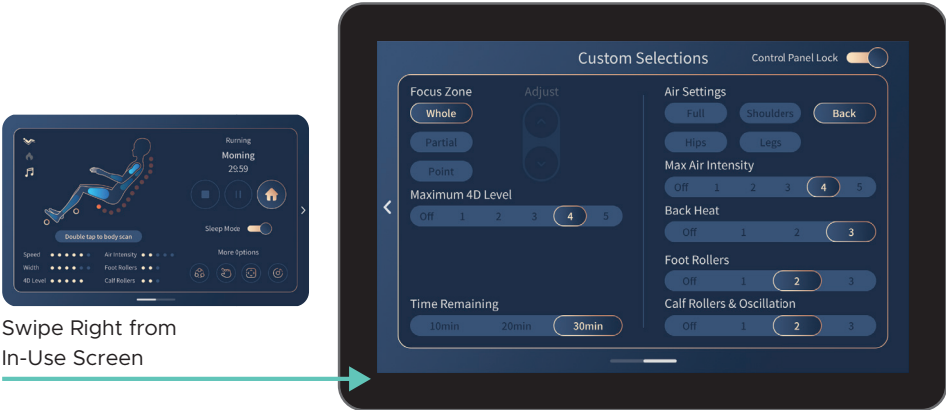 Running
Morning
29:59
Sleep Mode
Double tap to body scan
More Options
Speed
Air Intensity
Width
Foot Rollers
4D Level
Calf Rollers
Swipe Right from
In-Use Screen
Custom Selections
Control Panel Lock
Focus Zone
Adjust
Whole
Partial
Point
Maximum 4D Level
Off 1 2 3 4 5
Time Remaining
10min 20min 30min
Air Settings
Full Shoulders Back
Hips Legs
Max Air Intensity
Off 1 2 3 4 5
Back Heat
Off 1 2 3
Foot Rollers
Off 1 2 3
Calf Rollers & Oscillation
Off 1 2 3